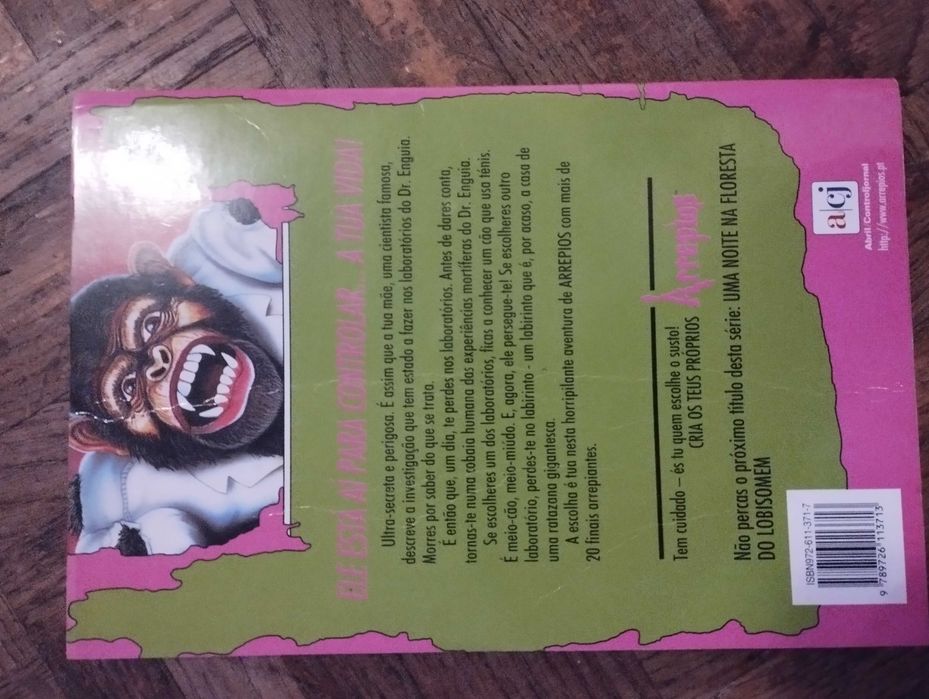 ELE ESTÁ AÍ PARA CONTROLAR... A TUA VIDA!
Ultra-secreta e perigosa. É assim que a tua mãe, uma cientista famosa,
descreve a investigação que tem estado a fazer nos laboratórios do Dr. Enguia.
Morres por saber do que se trata.
É então que, um dia, te perdes nos laboratórios. Antes de dares conta,
tornas-te numa cobaia humana das experiências mortíferas do Dr. Enguia.
Se escolheres um dos laboratórios, ficas a conhecer um cão que usa ténis.
É meio-cão, meio-miúdo. E, agora, ele persegue-te! Se escolheres outro
laboratório, perdes-te no labirinto - um labirinto que é, por acaso, a casa de
uma ratazana gigantesca.
A escolha é tua nesta horripilante aventura de ARREPIOS com mais de
20 finais arrepiantes.
Tem cuidado – és tu quem escolhe o susto!
CRIA OS TEUS PRÓPRIOS Arrepios™
Não percas o próximo título desta série: UMA NOITE NA FLORESTA
DO LOBISOMEM
ISBN972-611-371-7
9 789726 113713
a|cj
Abril/Controljornal
http://www.arrepios.pt